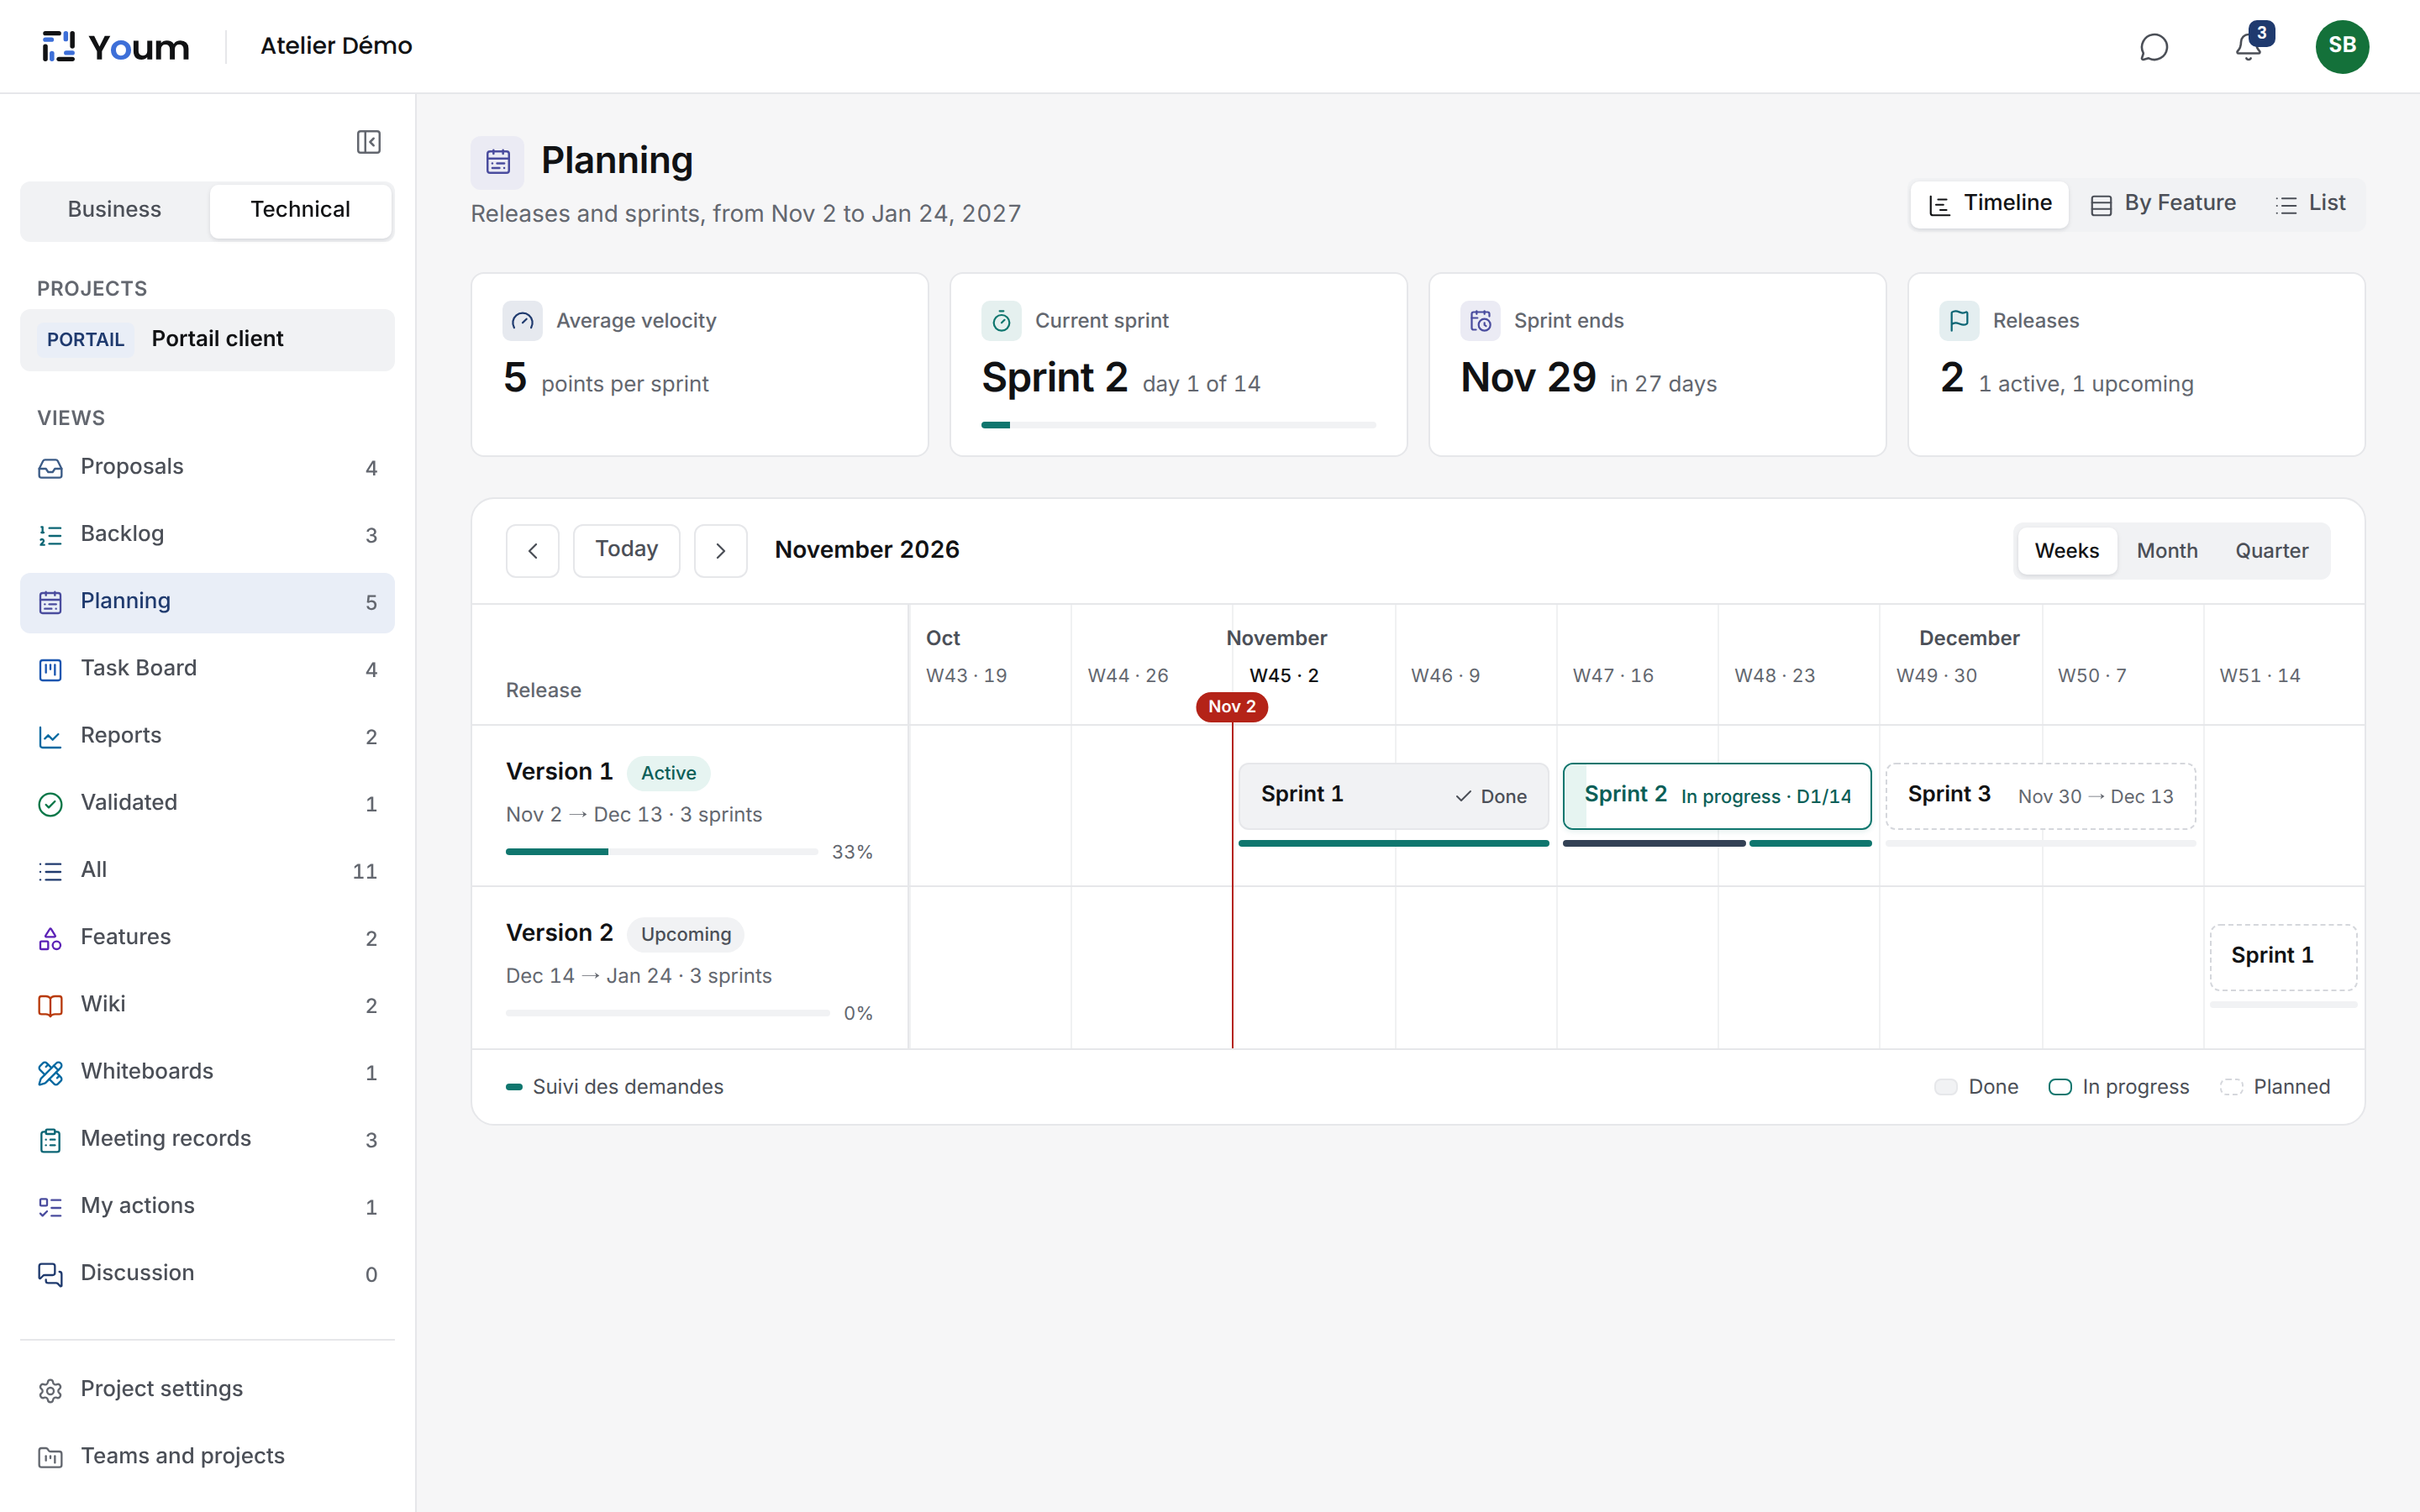 Youm
Atelier Démo
3
SB
Business
Technical
PROJECTS
PORTAIL Portail client
VIEWS
Proposals 4
Backlog 3
Planning 5
Task Board 4
Reports 2
Validated 1
All 11
Features 2
Wiki 2
Whiteboards 1
Meeting records 3
My actions 1
Discussion 0
Project settings
Teams and projects
Planning
Releases and sprints, from Nov 2 to Jan 24, 2027
Timeline By Feature List
Average velocity
5 points per sprint
Current sprint
Sprint 2 day 1 of 14
Sprint ends
Nov 29 in 27 days
Releases
2 1 active, 1 upcoming
Today
November 2026
Weeks Month Quarter
Release
Oct November December
W43 · 19 W44 · 26 W45 · 2 W46 · 9 W47 · 16 W48 · 23 W49 · 30 W50 · 7 W51 · 14
Nov 2
Version 1 Active
Nov 2 → Dec 13 · 3 sprints
33%
Sprint 1 Done
Sprint 2 In progress · D1/14
Sprint 3 Nov 30 → Dec 13
Version 2 Upcoming
Dec 14 → Jan 24 · 3 sprints
0%
Sprint 1
Suivi des demandes
Done In progress Planned